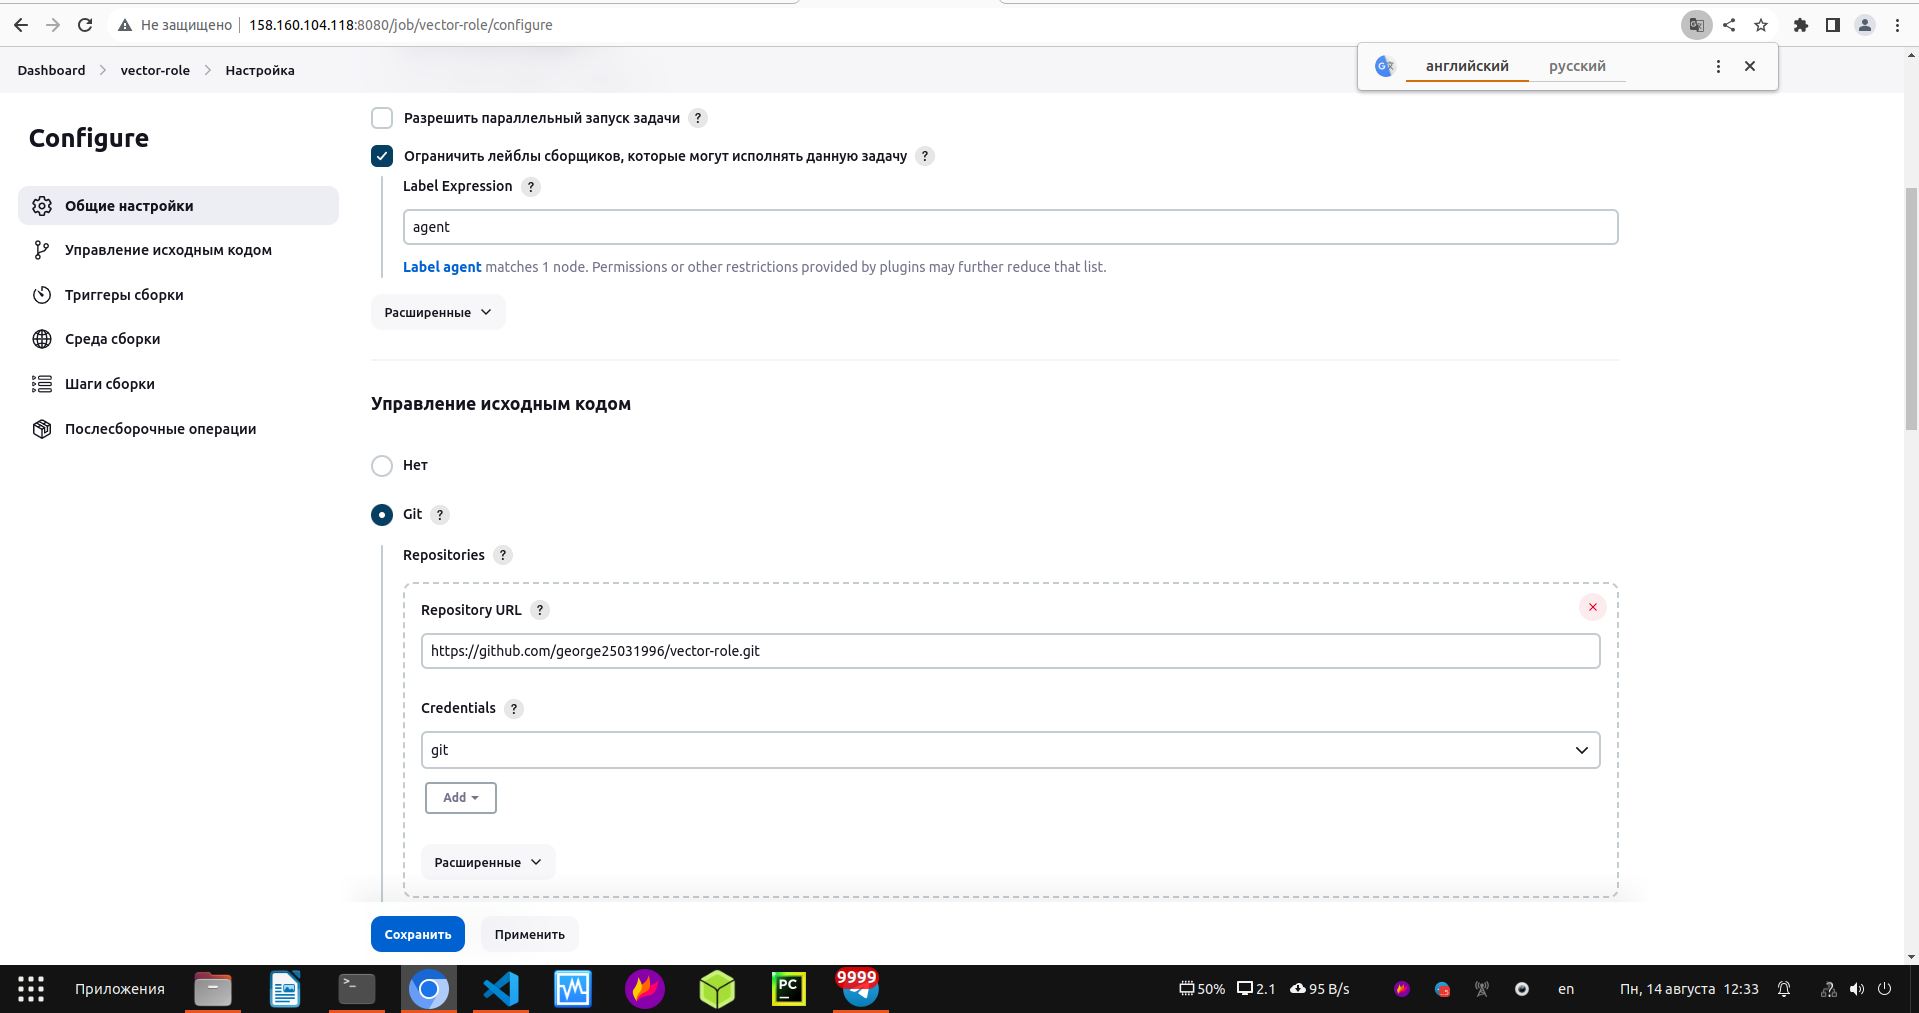 Не защищено
158.160.104.118:8080/job/vector-role/configure
английский
русский
Dashboard
vector-role
Настройка
Configure
Общие настройки
Управление исходным кодом
Триггеры сборки
Среда сборки
Шаги сборки
Послесборочные операции
Разрешить параллельный запуск задачи ?
Ограничить лейблы сборщиков, которые могут исполнять данную задачу ?
Label Expression ?
agent
Label agent matches 1 node. Permissions or other restrictions provided by plugins may further reduce that list.
Расширенные
Управление исходным кодом
Нет
Git ?
Repositories ?
Repository URL ?
https://github.com/george25031996/vector-role.git
Credentials ?
git
Add
Расширенные
Сохранить
Применить
Приложения
>_
PC
9999
50%
2.1
95 B/s
en
Пн, 14 августа 12:33